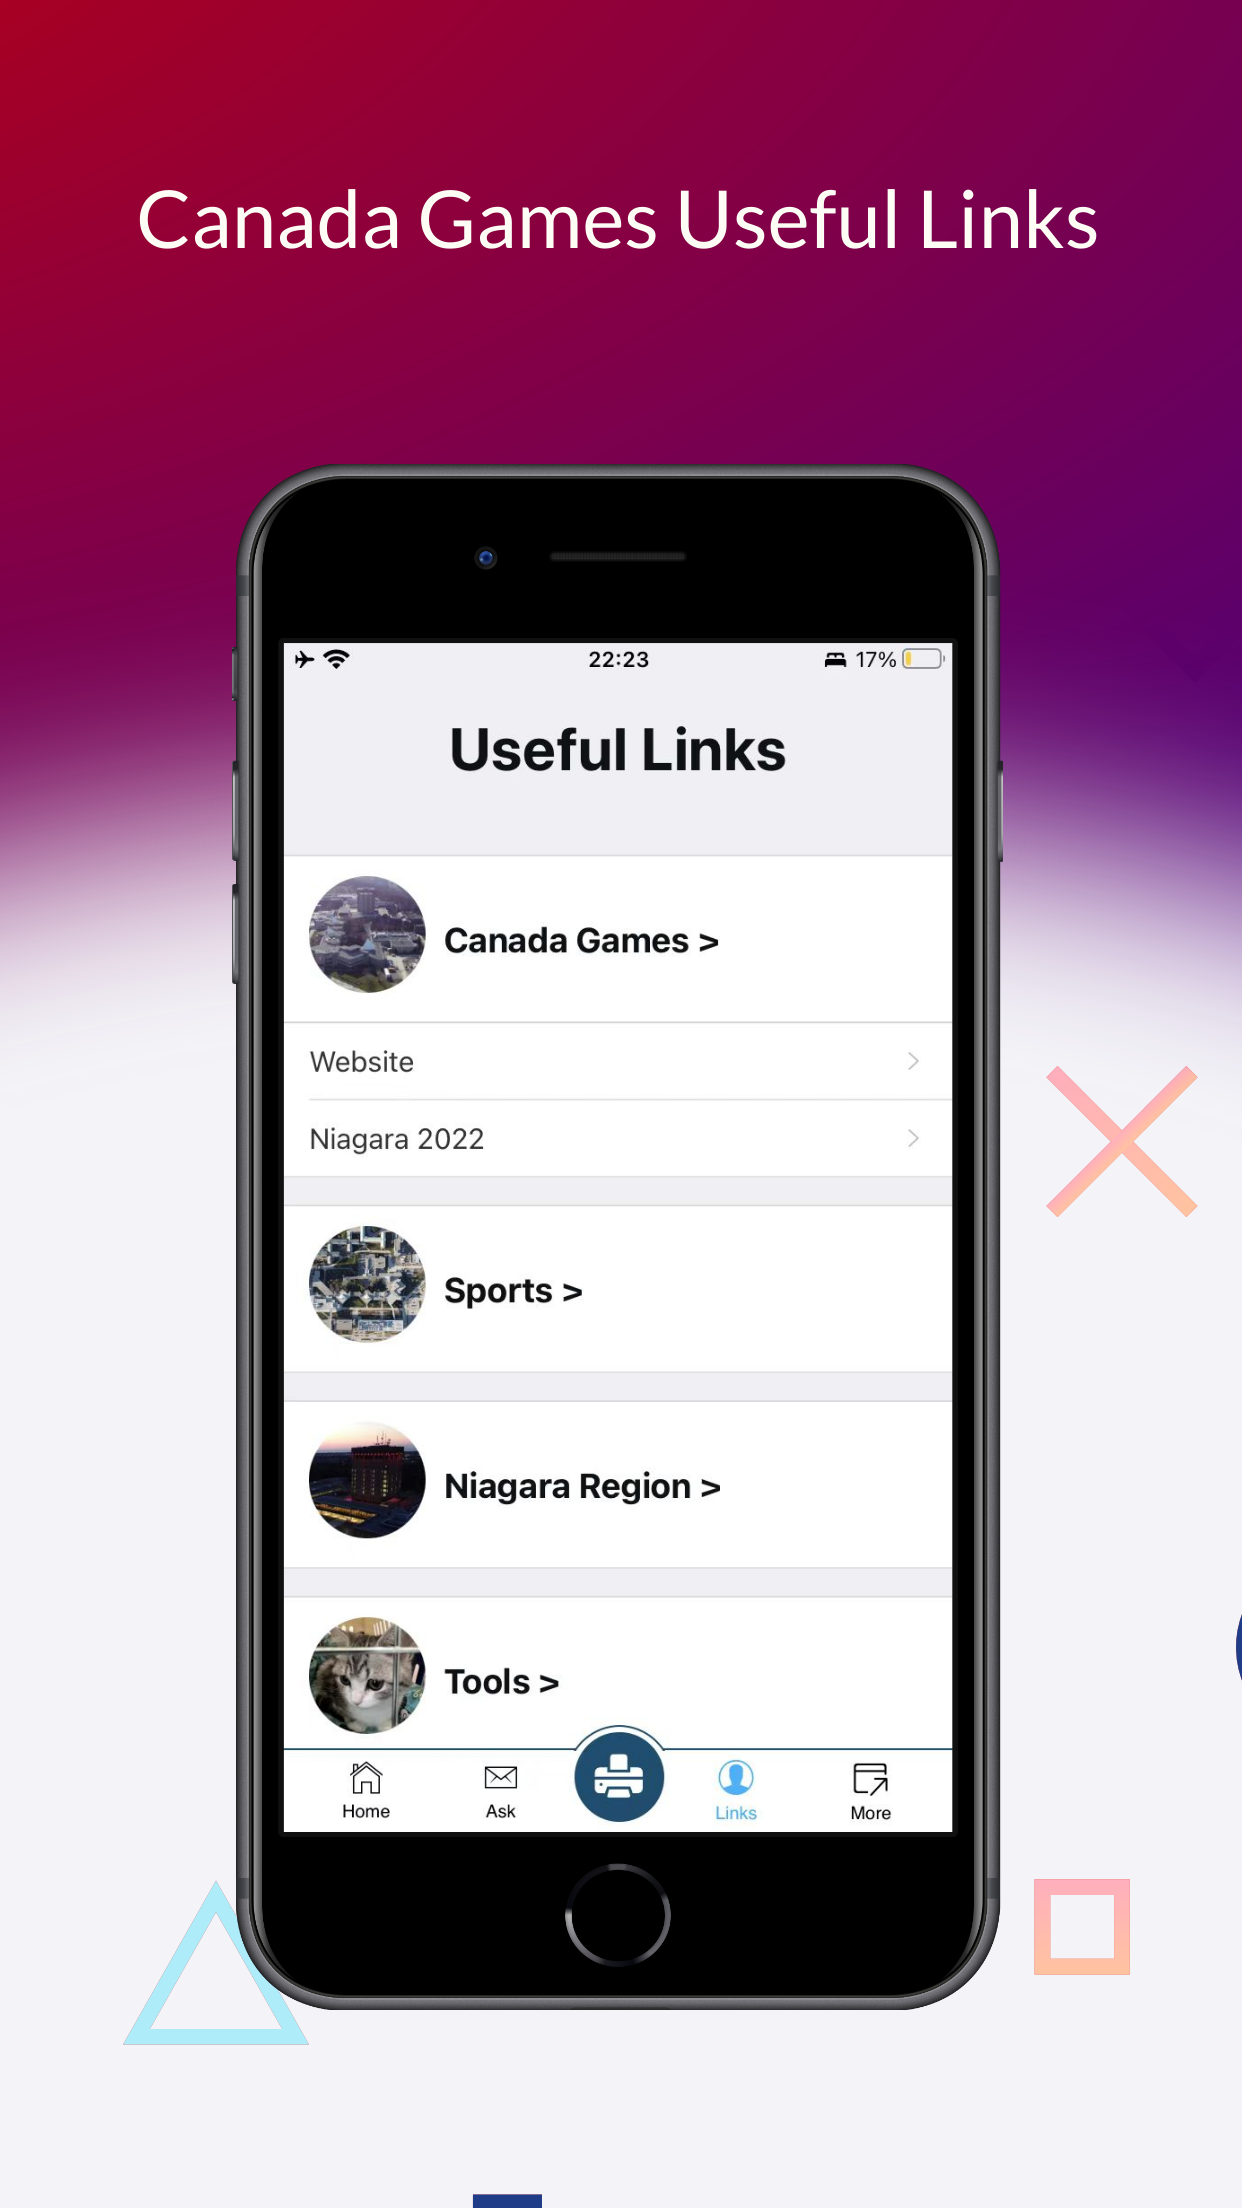 Canada Games Useful Links
22:23
17%
Useful Links
Canada Games >
Website
Niagara 2022
Sports >
Niagara Region >
Tools >
Home
Ask
Links
More